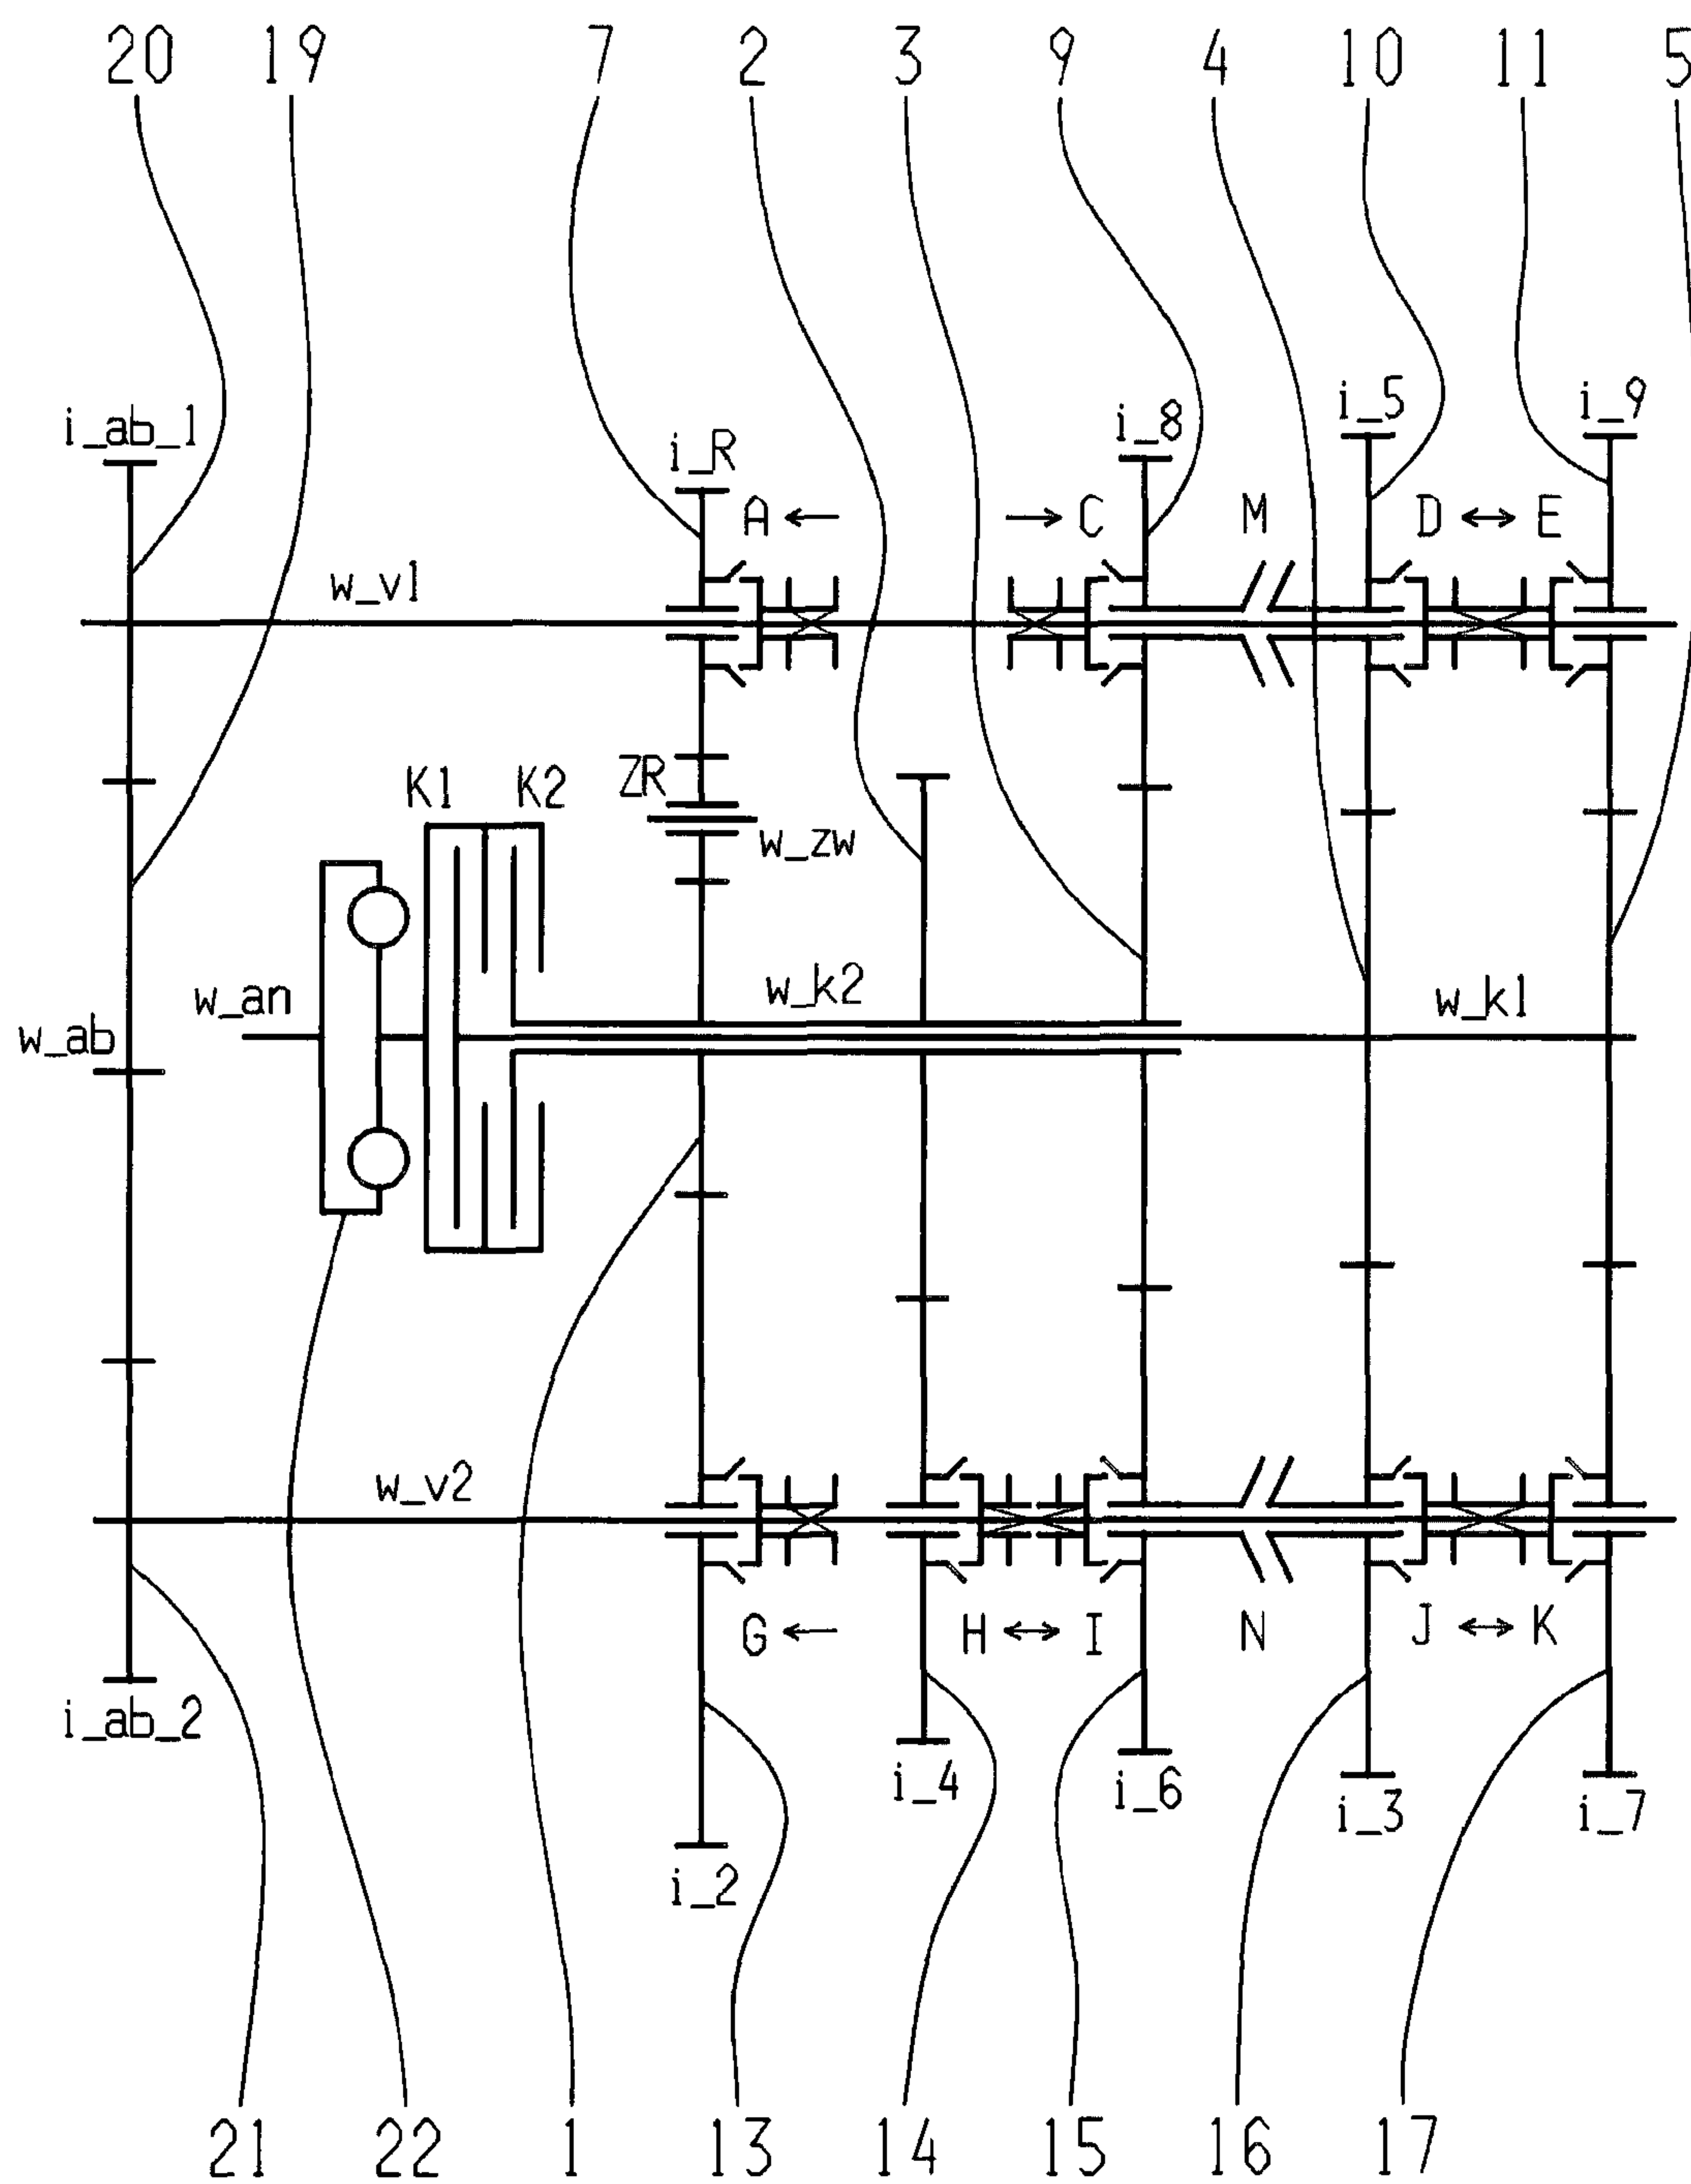 20 19 7 2 3 9 4 10 11 5
i_ab_1 i_R i_8 i_5 i_9
A C M D E
w_v1
K1 K2 ZR
w_zw
w_an w_k2 w_k1
w_ab
w_v2
G H I N J K
i_ab_2 i_4 i_6 i_3 i_7
i_2
21 22 1 13 14 15 16 17